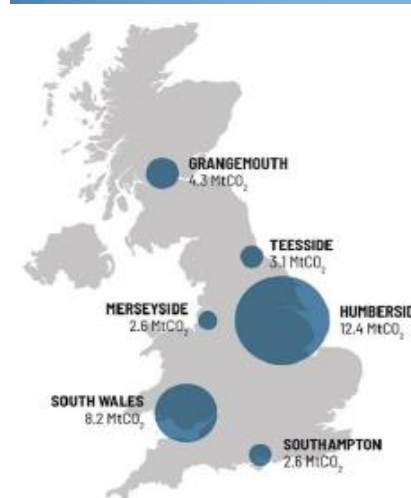 GRANGEMOUTH
4.3 MtCO₂
TEESSIDE
3.1 MtCO₂
MERSEYSIDE
2.6 MtCO₂
HUMBERSID
12.4 MtCO₂
SOUTH WALES
8.2 MtCO₂
SOUTHAMPTON
2.6 MtCO₂